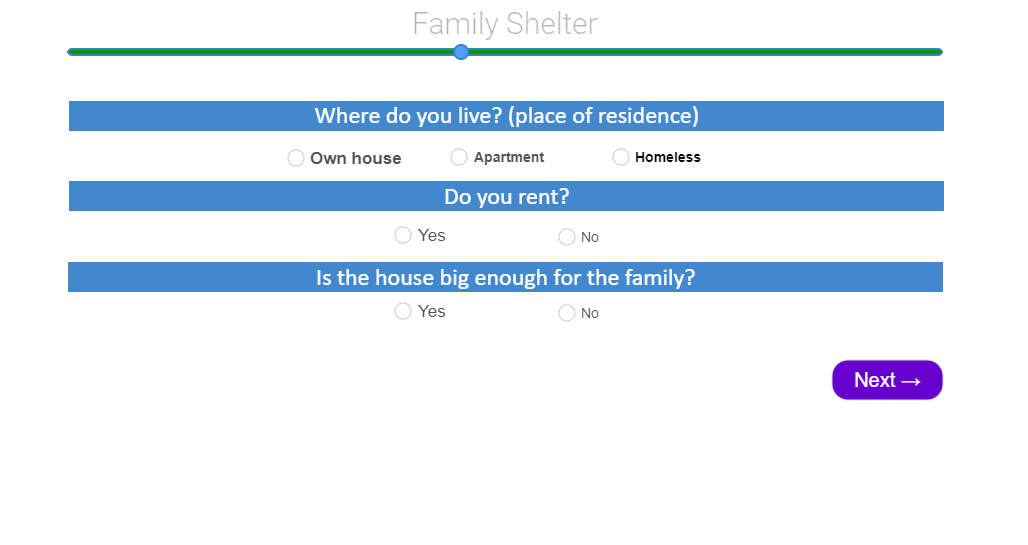 Family Shelter
Where do you live? (place of residence)
Own house Apartment Homeless
Do you rent?
Yes No
Is the house big enough for the family?
Yes No
Next →